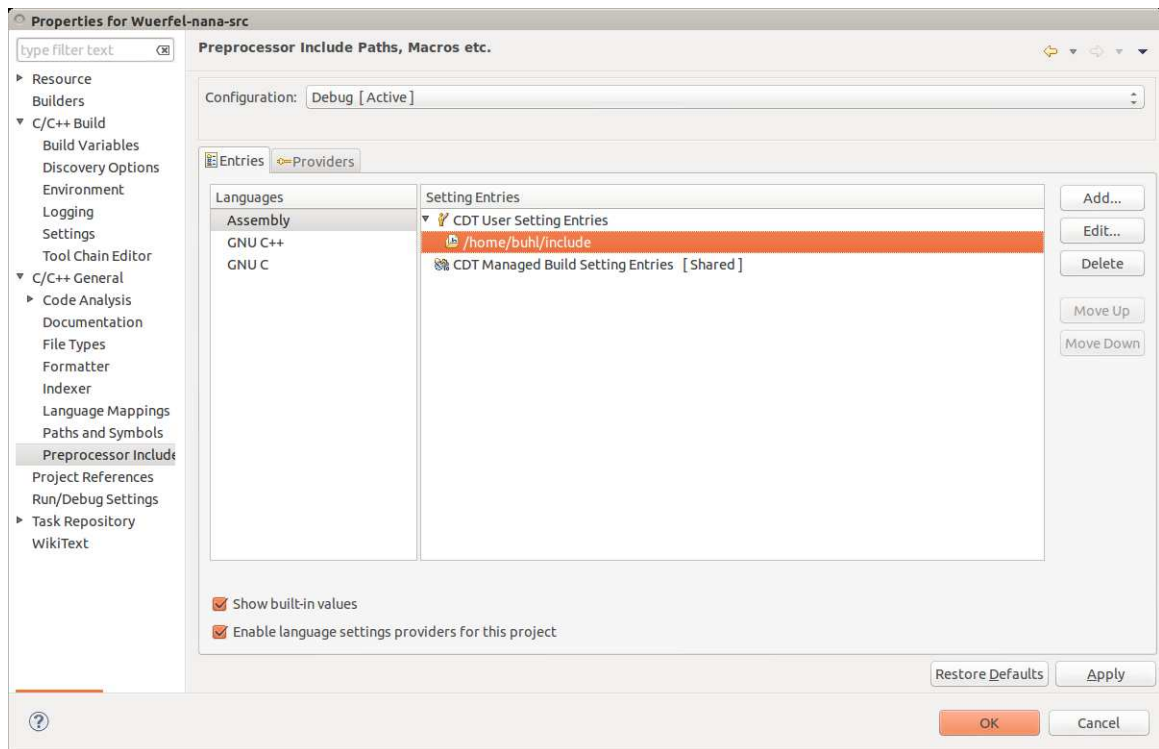 Properties for Wuerfel-nana-src
type filter text
Resource
Builders
C/C++ Build
Build Variables
Discovery Options
Environment
Logging
Settings
Tool Chain Editor
C/C++ General
Code Analysis
Documentation
File Types
Formatter
Indexer
Language Mappings
Paths and Symbols
Preprocessor Include
Project References
Run/Debug Settings
Task Repository
WikiText
Preprocessor Include Paths, Macros etc.
Configuration: Debug [ Active ]
Entries
Providers
Languages
Assembly
GNU C++
GNU C
Setting Entries
CDT User Setting Entries
/home/buhl/include
CDT Managed Build Setting Entries [ Shared ]
Add...
Edit...
Delete
Move Up
Move Down
Show built-in values
Enable language settings providers for this project
Restore Defaults
Apply
OK
Cancel